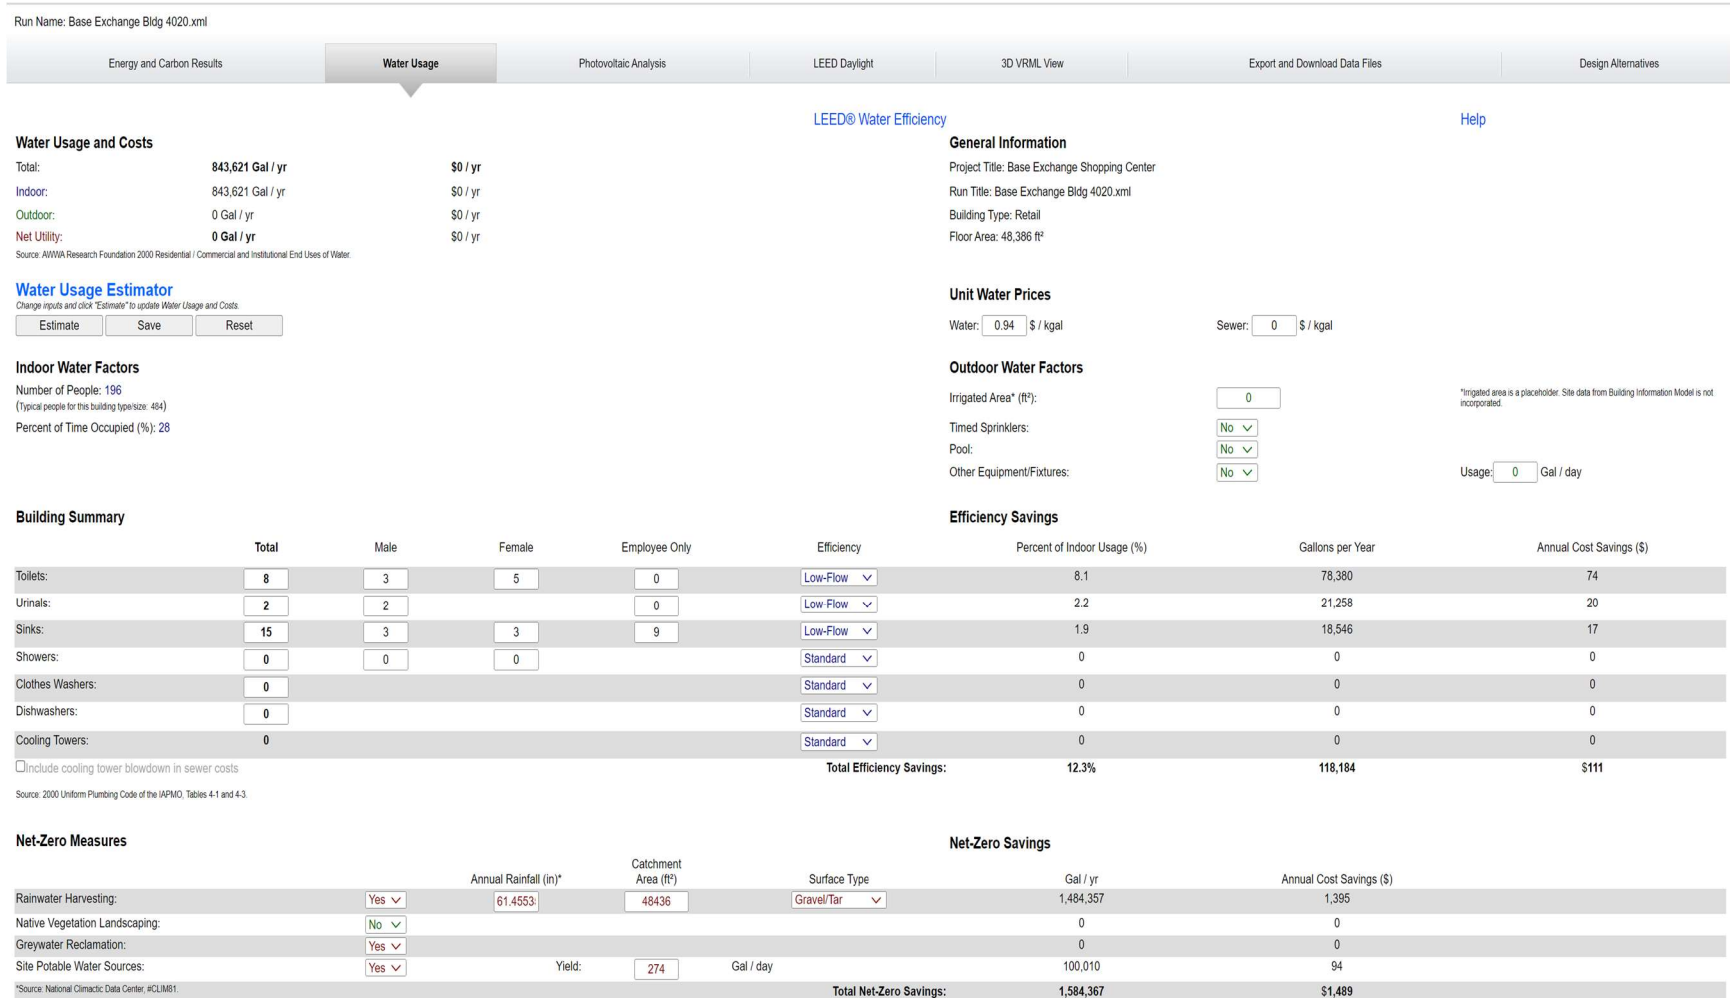 Run Name: Base Exchange Bldg 4020.xml
Energy and Carbon Results Water Usage Photovoltaic Analysis LEED Daylight 3D VRML View Export and Download Data Files Design Alternatives
LEED® Water Efficiency Help
Water Usage and Costs General Information
Total: 843,621 Gal / yr $0 / yr Project Title: Base Exchange Shopping Center
Indoor: 843,621 Gal / yr $0 / yr Run Title: Base Exchange Bldg 4020.xml
Outdoor: 0 Gal / yr $0 / yr Building Type: Retail
Net Utility: 0 Gal / yr $0 / yr Floor Area: 48,386 ft²
Source: AWWA Research Foundation 2000 Residential / Commercial and Institutional End Uses of Water.
Water Usage Estimator Unit Water Prices
Change inputs and click "Estimate" to update Water Usage and Costs.
Estimate Save Reset Water: 0.94 $ / kgal Sewer: 0 $ / kgal
Indoor Water Factors Outdoor Water Factors
Number of People: 196 Irrigated Area* (ft²): 0 *Irrigated area is a placeholder. Site data from Building Information Model is not
incorporated.
(Typical people for this building type/size: 484)
Percent of Time Occupied (%): 28 Timed Sprinklers: No
Pool: No
Other Equipment/Fixtures: No Usage: 0 Gal / day
Building Summary Efficiency Savings
Total Male Female Employee Only Efficiency Percent of Indoor Usage (%) Gallons per Year Annual Cost Savings ($)
Toilets: 8 3 5 0 Low-Flow 8.1 78,380 74
Urinals: 2 2 0 Low-Flow 2.2 21,258 20
Sinks: 15 3 3 9 Low-Flow 1.9 18,546 17
Showers: 0 0 0 Standard 0 0 0
Clothes Washers: 0 Standard 0 0 0
Dishwashers: 0 Standard 0 0 0
Cooling Towers: 0 Standard 0 0 0
Include cooling tower blowdown in sewer costs Total Efficiency Savings: 12.3% 118,184 $111
Source: 2000 Uniform Plumbing Code of the IAPMO, Tables 4-1 and 4-3.
Net-Zero Measures Net-Zero Savings
Annual Rainfall (in)* Catchment Area (ft²) Surface Type Gal / yr Annual Cost Savings ($)
Rainwater Harvesting: Yes 61.4553 48436 Gravel/Tar 1,484,357 1,395
Native Vegetation Landscaping: No 0 0
Greywater Reclamation: Yes 0 0
Site Potable Water Sources: Yes Yield: 274 Gal / day 100,010 94
*Source: National Climactic Data Center, #CLIM81. Total Net-Zero Savings: 1,584,367 $1,489